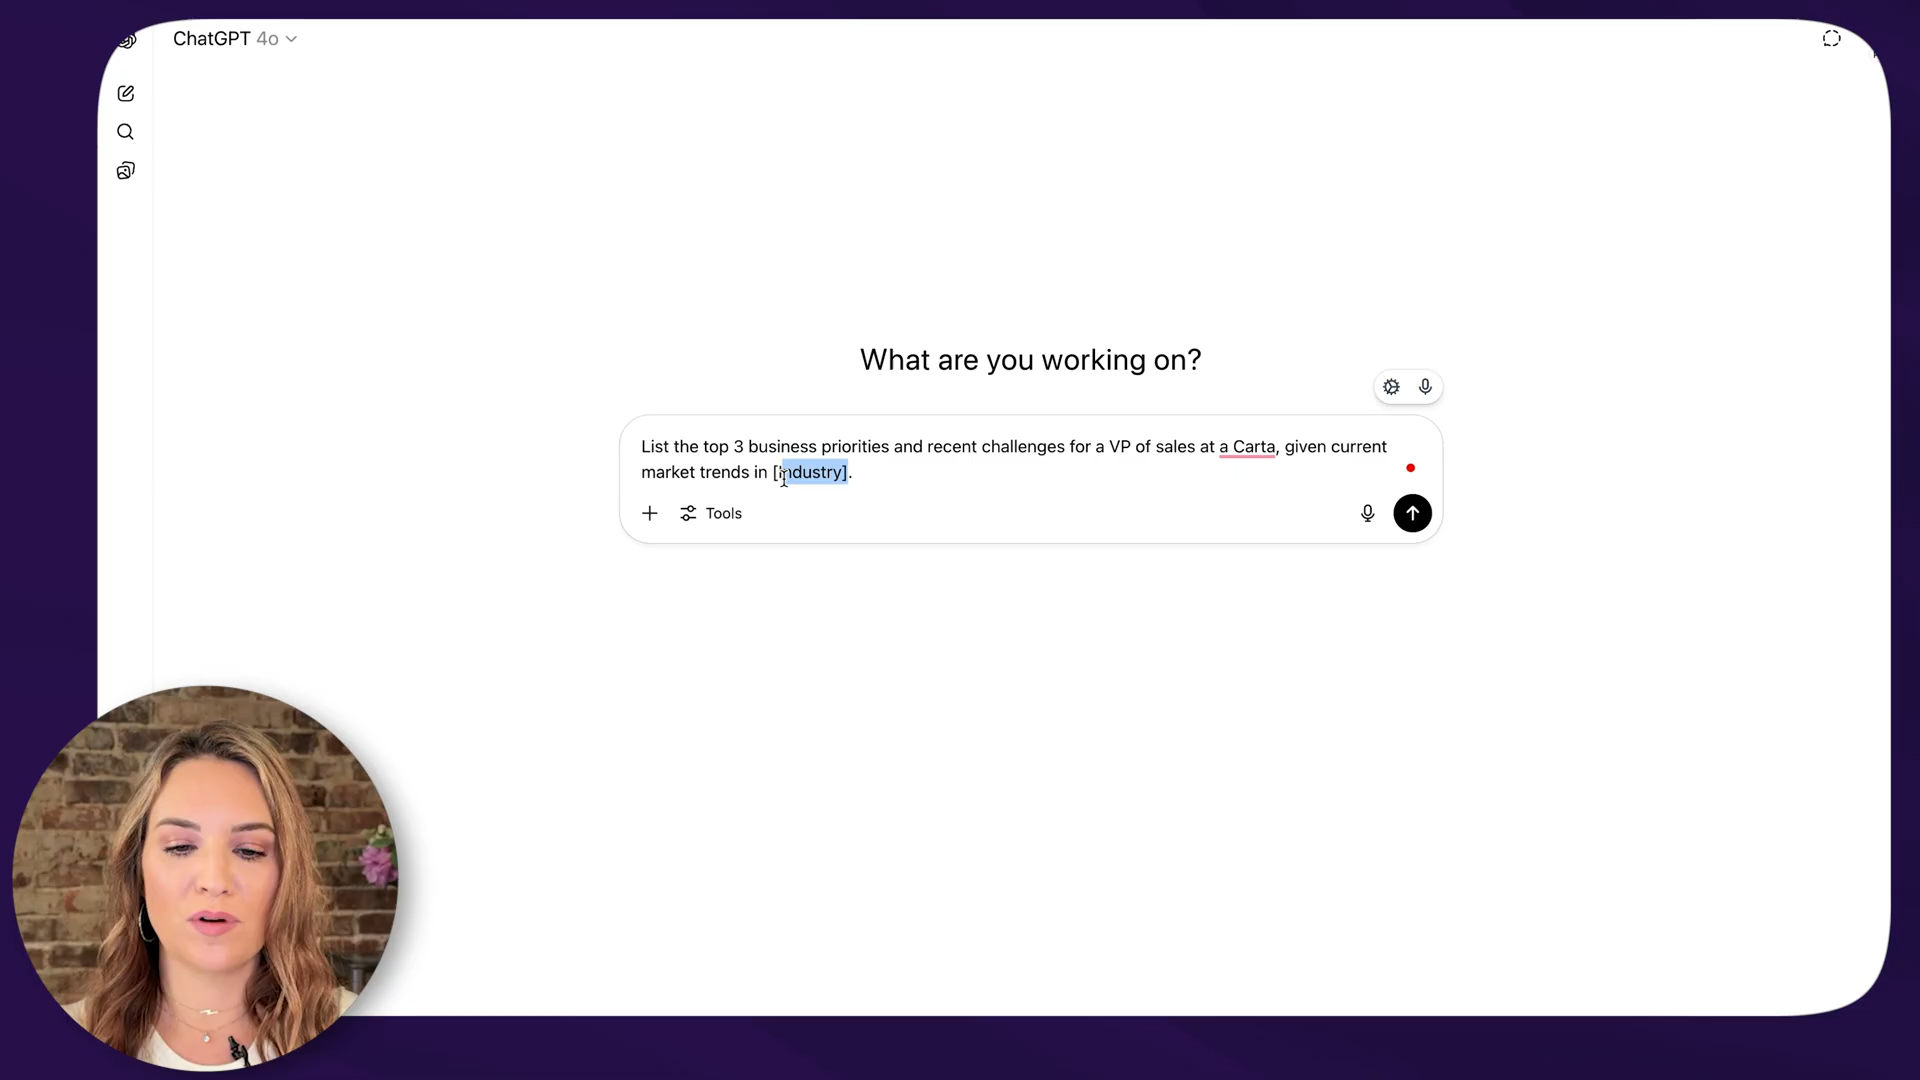 ChatGPT 4o
What are you working on?
List the top 3 business priorities and recent challenges for a VP of sales at a Carta, given current
market trends in [industry].
Tools